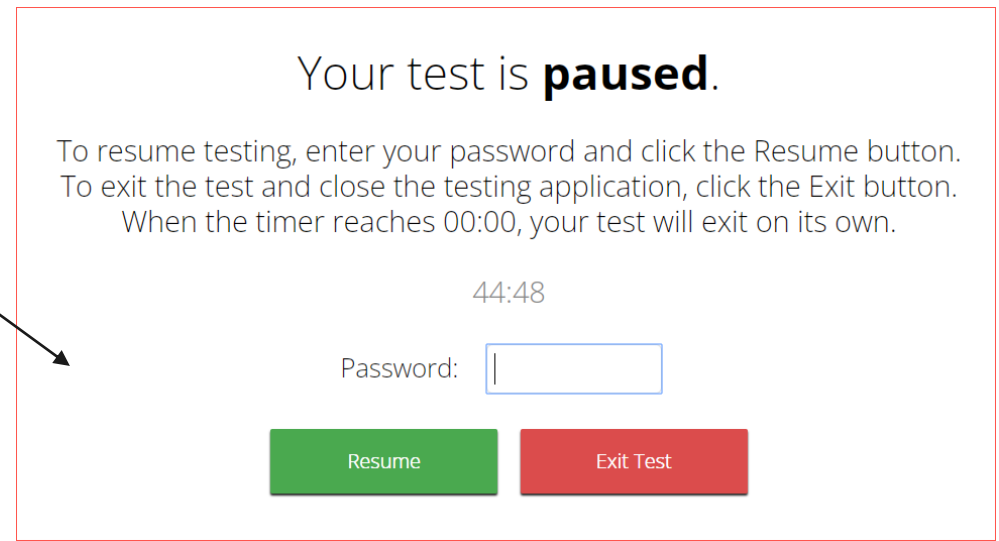 Your test is paused.
To resume testing, enter your password and click the Resume button.
To exit the test and close the testing application, click the Exit button.
When the timer reaches 00:00, your test will exit on its own.
44:48
Password:
Resume Exit Test